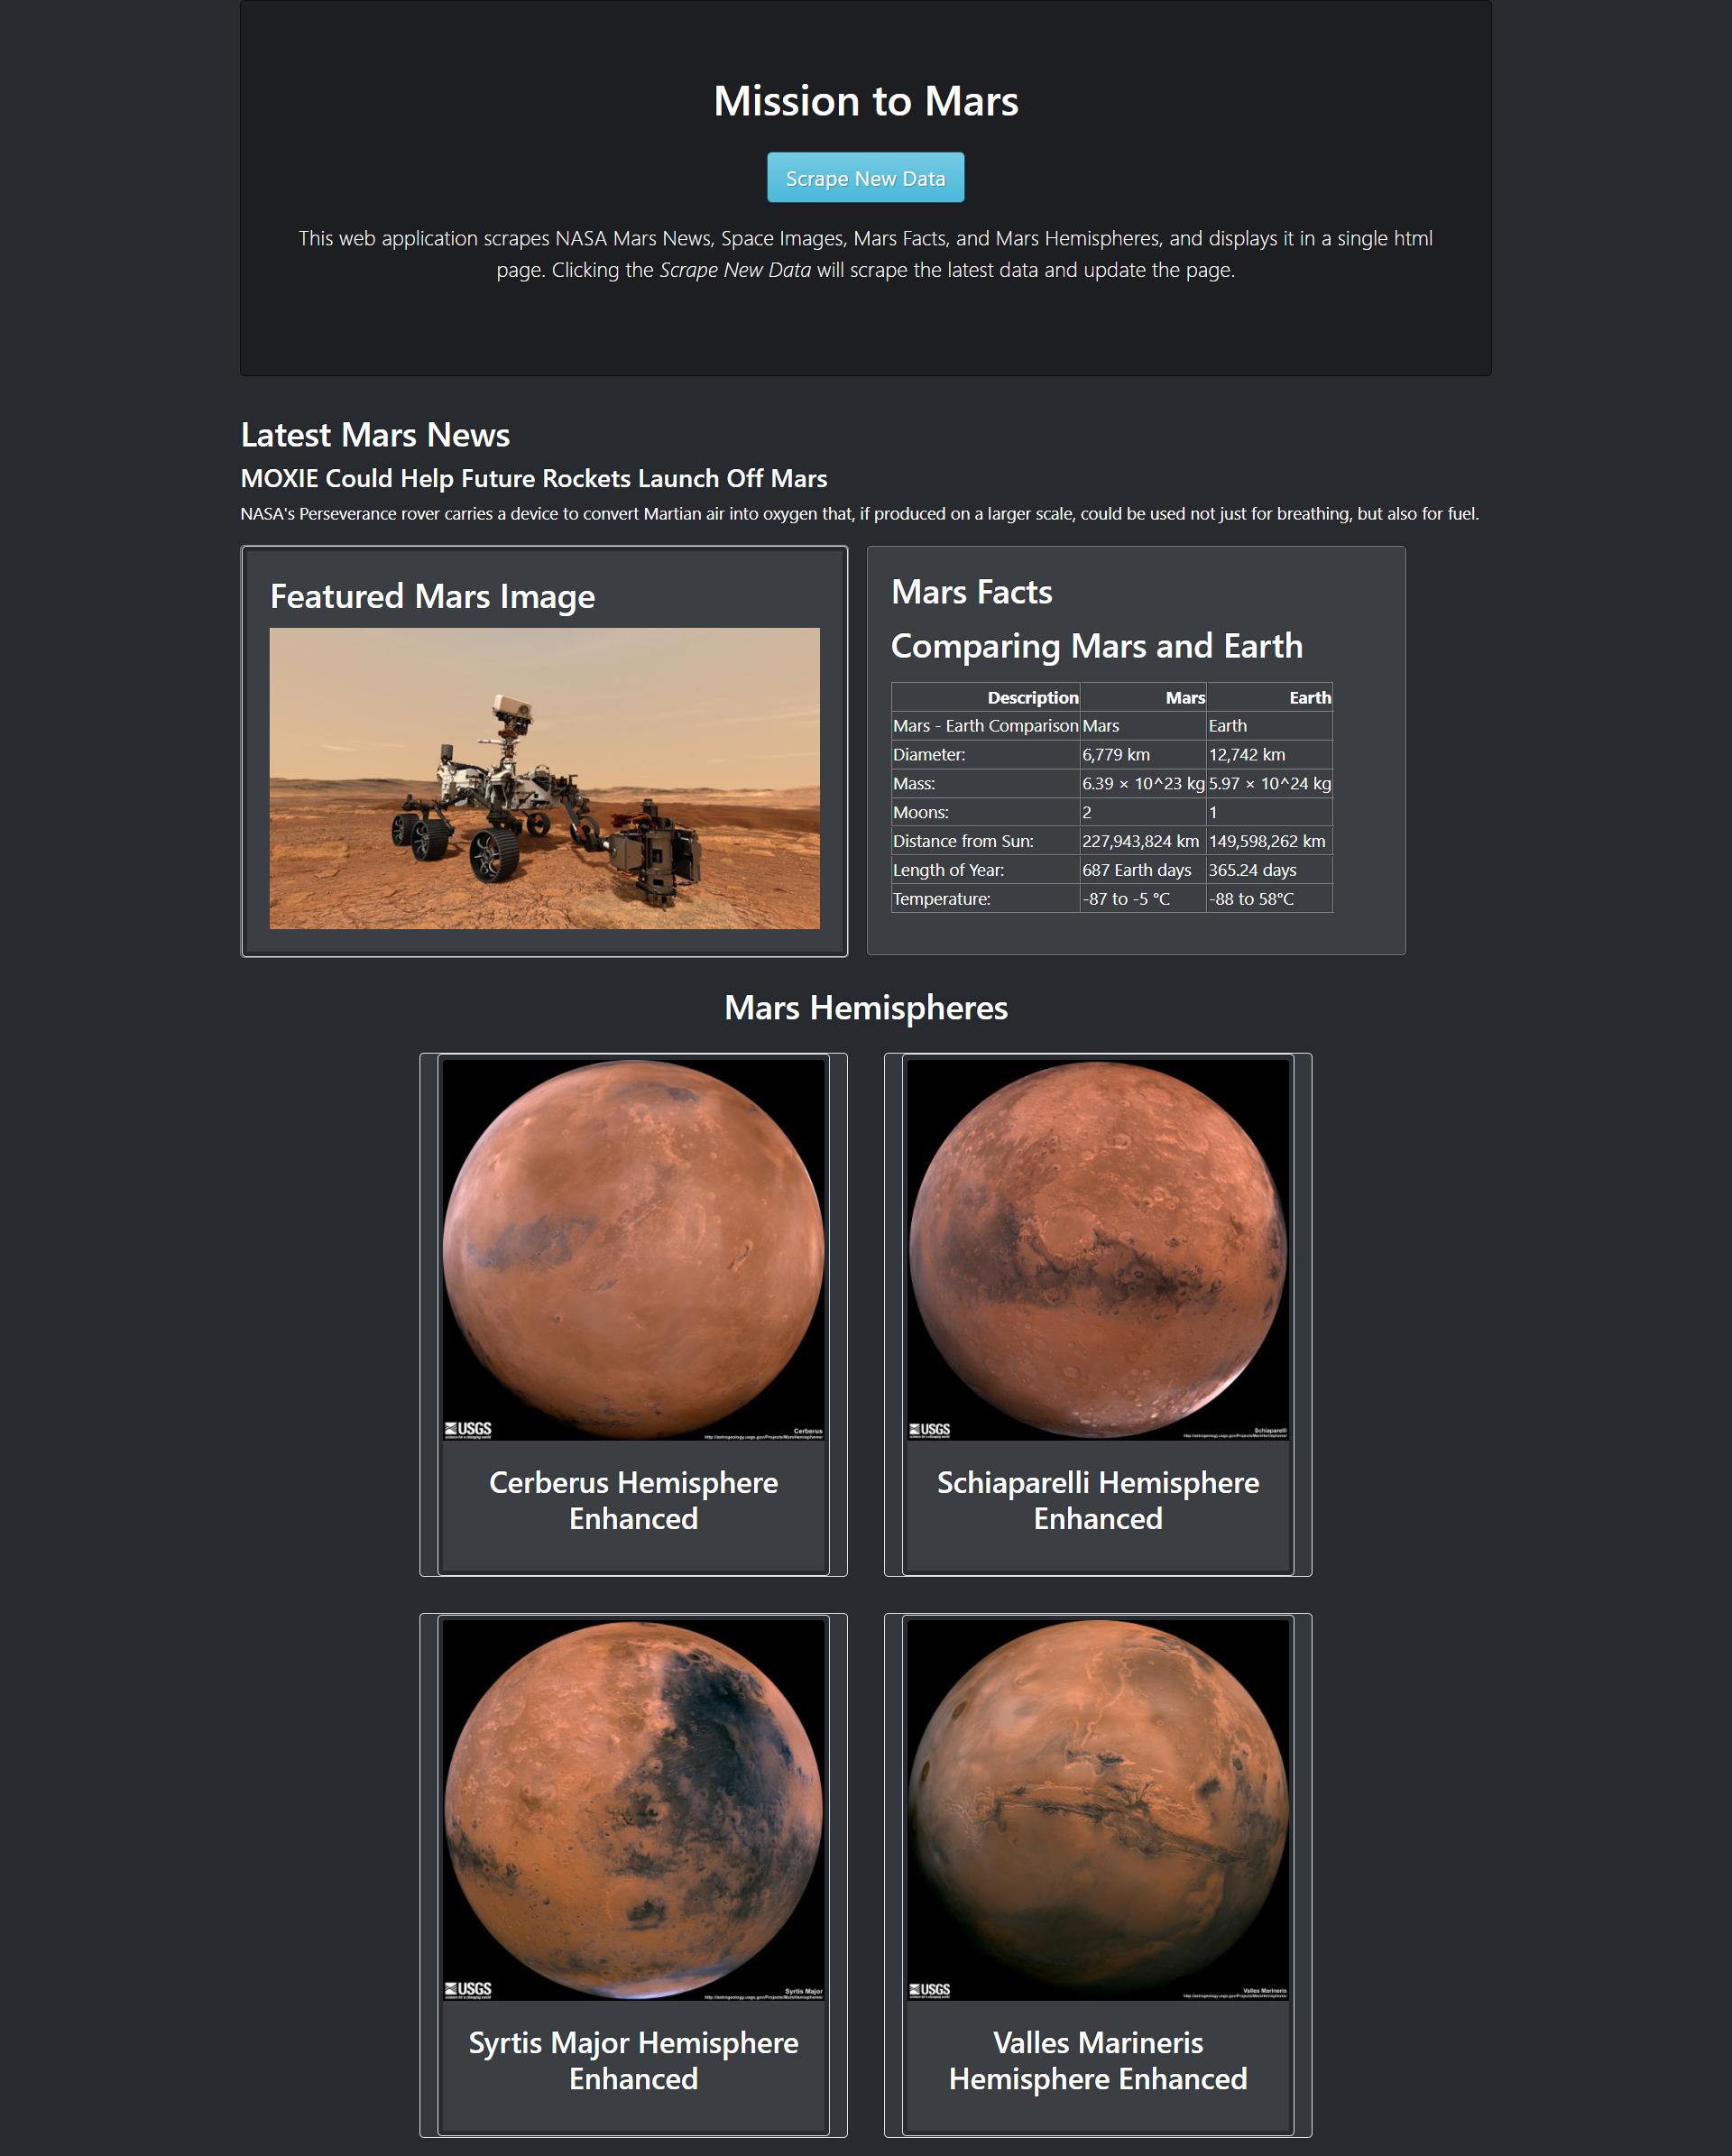 Mission to Mars
Scrape New Data
This web application scrapes NASA Mars News, Space Images, Mars Facts, and Mars Hemispheres, and displays it in a single html
page. Clicking the Scrape New Data will scrape the latest data and update the page.
Latest Mars News
MOXIE Could Help Future Rockets Launch Off Mars
NASA's Perseverance rover carries a device to convert Martian air into oxygen that, if produced on a larger scale, could be used not just for breathing, but also for fuel.
Featured Mars Image
Mars Facts
Comparing Mars and Earth
Description Mars Earth
Mars - Earth Comparison Mars Earth
Diameter: 6,779 km 12,742 km
Mass: 6.39 × 10^23 kg 5.97 × 10^24 kg
Moons: 2 1
Distance from Sun: 227,943,824 km 149,598,262 km
Length of Year: 687 Earth days 365.24 days
Temperature: -87 to -5 °C -88 to 58°C
Mars Hemispheres
USGS
Cerberus
Cerberus Hemisphere
Enhanced
USGS
Schiaparelli
Schiaparelli Hemisphere
Enhanced
USGS
Syrtis Major
Syrtis Major Hemisphere
Enhanced
USGS
Valles Marineris
Valles Marineris
Hemisphere Enhanced